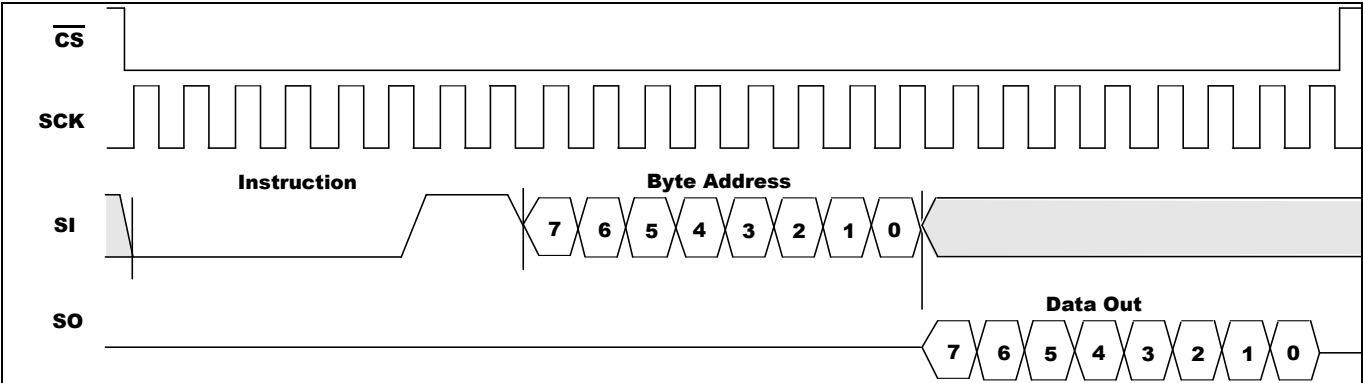 CS
SCK
Instruction
Byte Address
SI
7 6 5 4 3 2 1 0
Data Out
SO
7 6 5 4 3 2 1 0